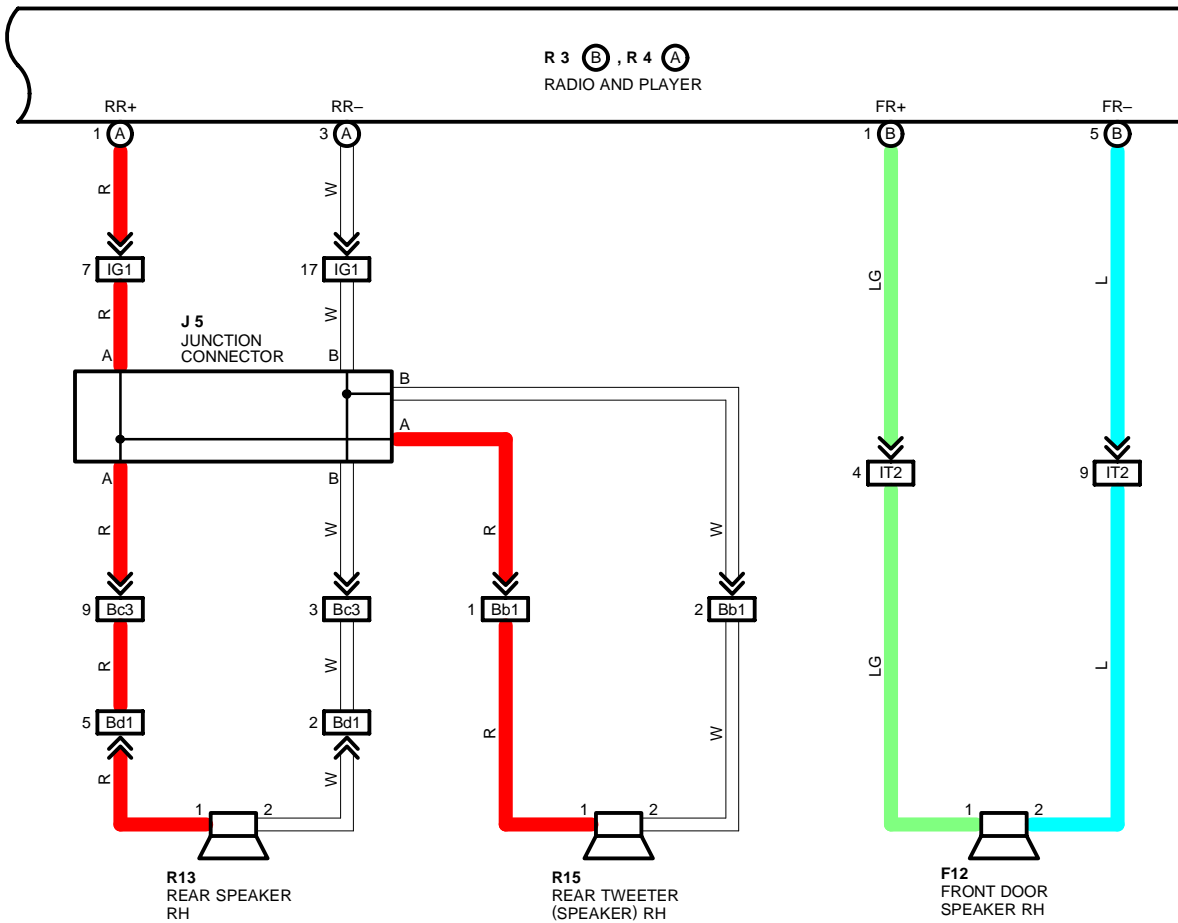 R 3 B , R 4 A
RADIO AND PLAYER
RR+ RR– FR+ FR–
1 A 3 A 1 B 5 B
R W
7 IG1 17 IG1
LG L
R W
J 5
JUNCTION
CONNECTOR
A B
B
A
4 IT2 9 IT2
A B
R W R W
9 Bc3 3 Bc3 1 Bb1 2 Bb1
R W LG L
5 Bd1 2 Bd1
R W
R W
1 2 1 2 1 2
R13
REAR SPEAKER
RH
R15
REAR TWEETER
(SPEAKER) RH
F12
FRONT DOOR
SPEAKER RH